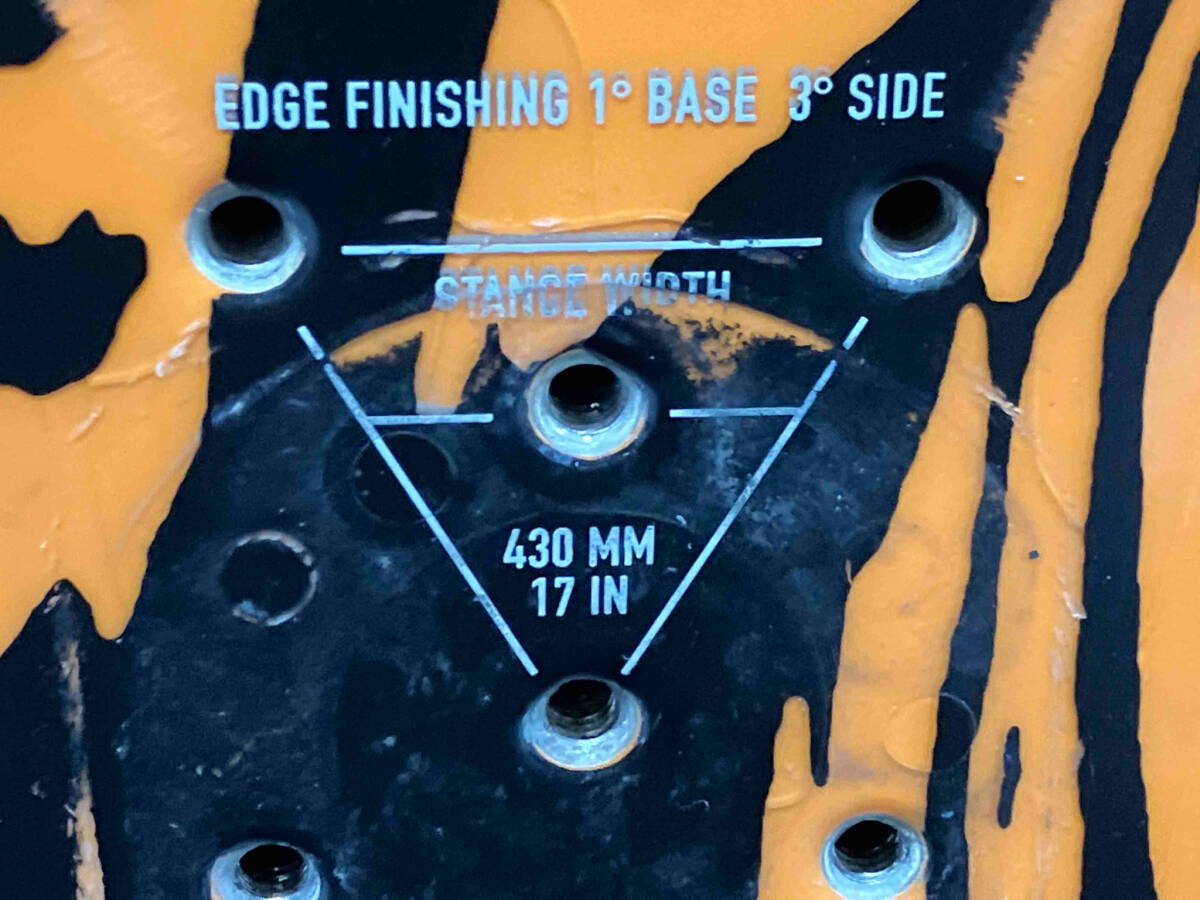 EDGE FINISHING 1° BASE 3° SIDE
STANCE WIDTH
430 MM
17 IN